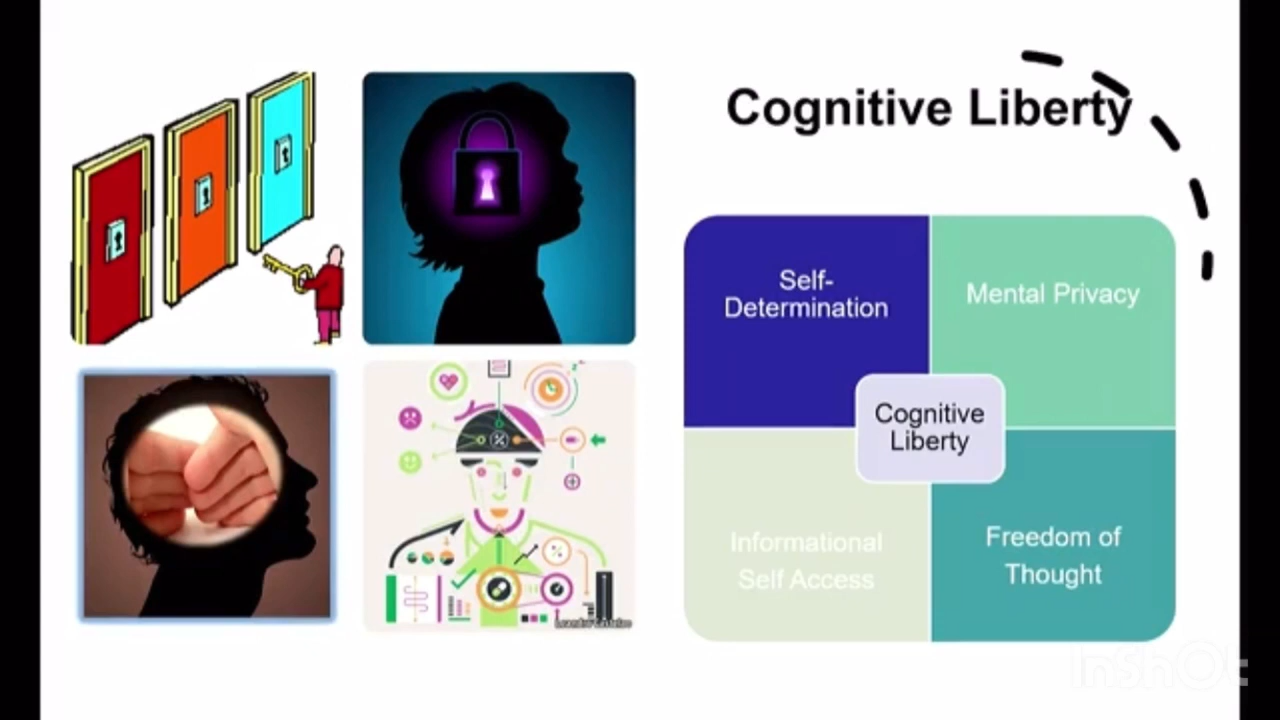 Cognitive Liberty
Self-
Determination
Mental Privacy
Cognitive
Liberty
Informational
Self Access
Freedom of
Thought
InShOt